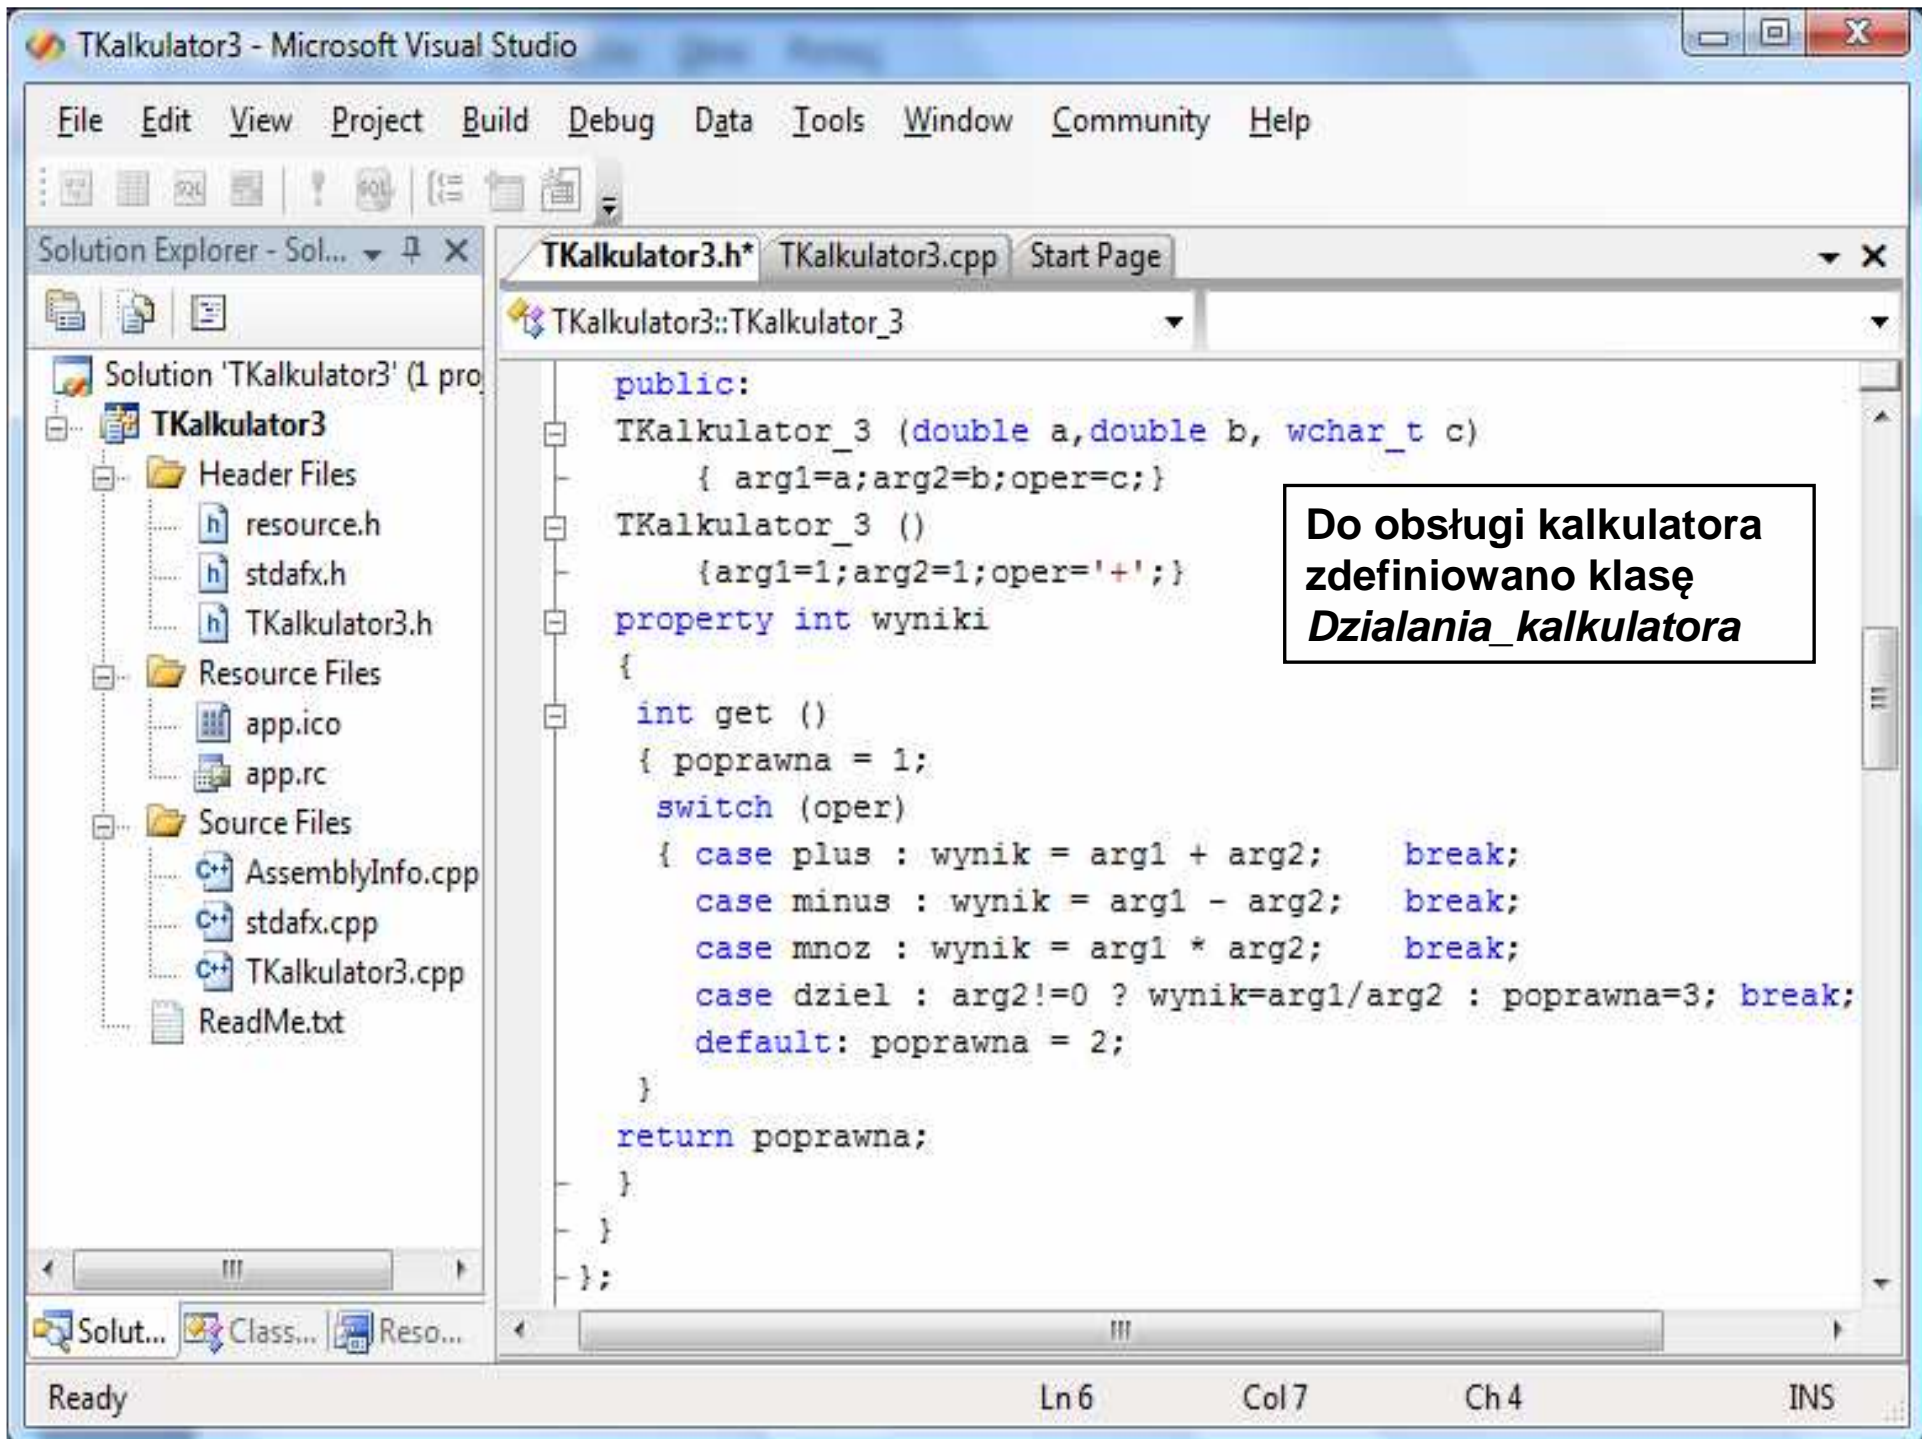 TKalkulator3 - Microsoft Visual Studio
File Edit View Project Build Debug Data Tools Window Community Help
Solution Explorer - Sol...
TKalkulator3.h* TKalkulator3.cpp Start Page
TKalkulator3::TKalkulator_3
Solution 'TKalkulator3' (1 pro
TKalkulator3
Header Files
resource.h
stdafx.h
TKalkulator3.h
Resource Files
app.ico
app.rc
Source Files
AssemblyInfo.cpp
stdafx.cpp
TKalkulator3.cpp
ReadMe.txt
public:
TKalkulator_3 (double a,double b, wchar_t c)
{ arg1=a;arg2=b;oper=c;}
TKalkulator_3 ()
{arg1=1;arg2=1;oper='+';}
property int wyniki
{
int get ()
{ poprawna = 1;
switch (oper)
{ case plus : wynik = arg1 + arg2; break;
case minus : wynik = arg1 - arg2; break;
case mnoz : wynik = arg1 * arg2; break;
case dziel : arg2!=0 ? wynik=arg1/arg2 : poprawna=3; break;
default: poprawna = 2;
}
return poprawna;
}
}
};
Do obsługi kalkulatora
zdefiniowano klasę
Dzialania_kalkulatora
Solut... Class... Reso...
Ready Ln 6 Col 7 Ch 4 INS